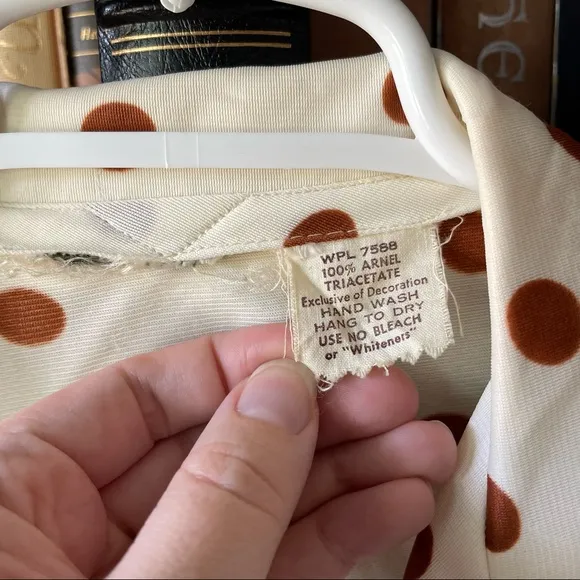 WPL 7588
100% ARNEL
TRIACETATE
Exclusive of Decoration
HAND WASH
HANG TO DRY
USE NO BLEACH
or "Whiteners"